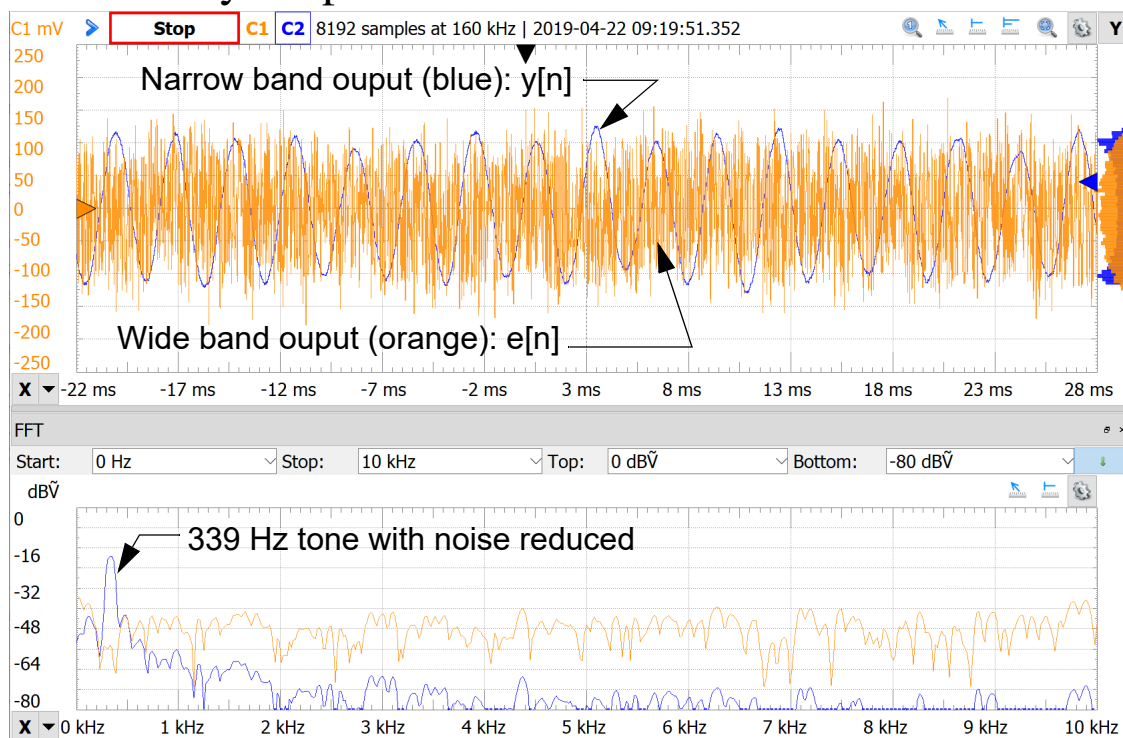 C1 mV Stop C1 C2 8192 samples at 160 kHz | 2019-04-22 09:19:51.352 Y
250
200
150
100
50
0
-50
-100
-150
-200
-250
Narrow band ouput (blue): y[n]
Wide band ouput (orange): e[n]
X -22 ms -17 ms -12 ms -7 ms -2 ms 3 ms 8 ms 13 ms 18 ms 23 ms 28 ms
FFT
Start: 0 Hz Stop: 10 kHz Top: 0 dBṼ Bottom: -80 dBṼ
dBṼ
0
-16
-32
-48
-64
-80
339 Hz tone with noise reduced
X 0 kHz 1 kHz 2 kHz 3 kHz 4 kHz 5 kHz 6 kHz 7 kHz 8 kHz 9 kHz 10 kHz